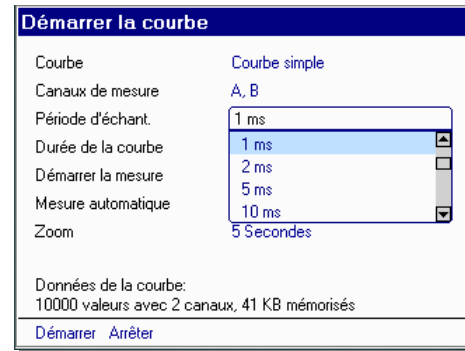 Démarrer la courbe
Courbe Courbe simple
Canaux de mesure A, B
Période d'échant. 1 ms
Durée de la courbe 1 ms
2 ms
Démarrer la mesure 5 ms
Mesure automatique 10 ms
Zoom 5 Secondes
Données de la courbe:
10000 valeurs avec 2 canaux, 41 KB mémorisés
Démarrer Arrêter